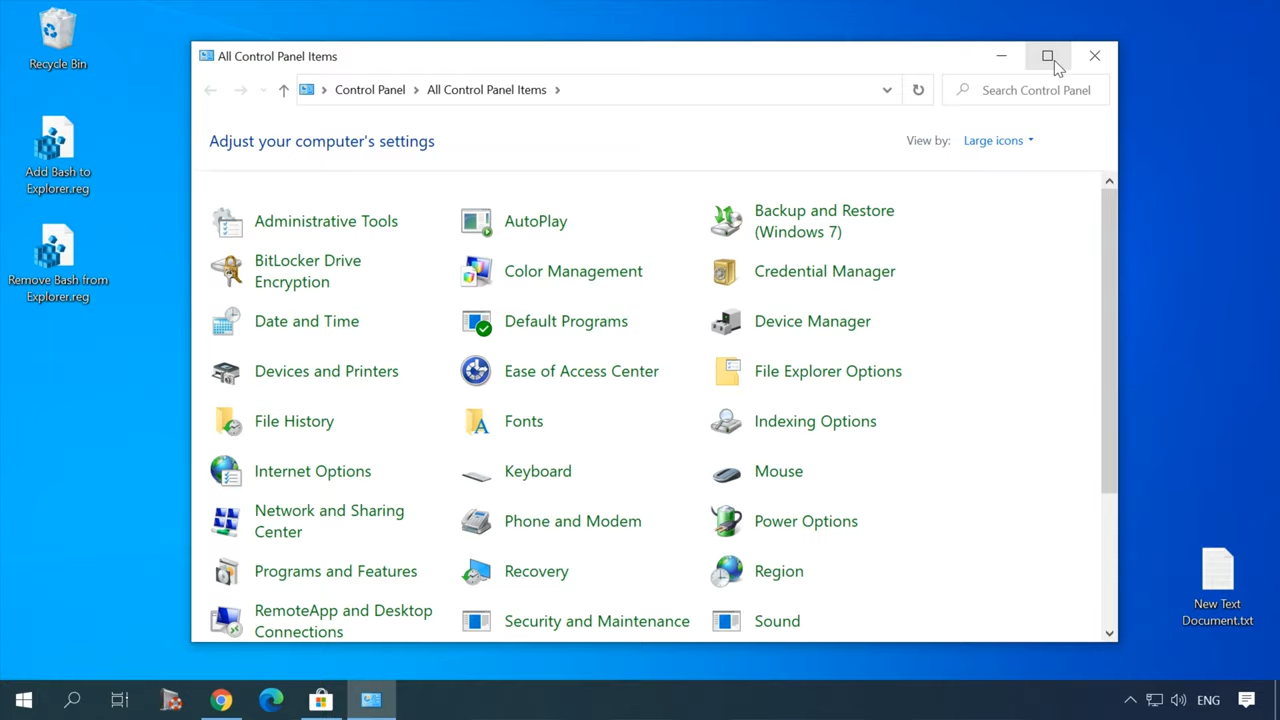 Recycle Bin
Add Bash to
Explorer.reg
Remove Bash from
Explorer.reg
All Control Panel Items
Control Panel
All Control Panel Items
Search Control Panel
Adjust your computer's settings
View by:
Large icons
Administrative Tools
AutoPlay
Backup and Restore
(Windows 7)
BitLocker Drive
Encryption
Color Management
Credential Manager
Date and Time
Default Programs
Device Manager
Devices and Printers
Ease of Access Center
File Explorer Options
File History
Fonts
Indexing Options
Internet Options
Keyboard
Mouse
Network and Sharing
Center
Phone and Modem
Power Options
Programs and Features
Recovery
Region
RemoteApp and Desktop
Connections
Security and Maintenance
Sound
New Text
Document.txt
ENG